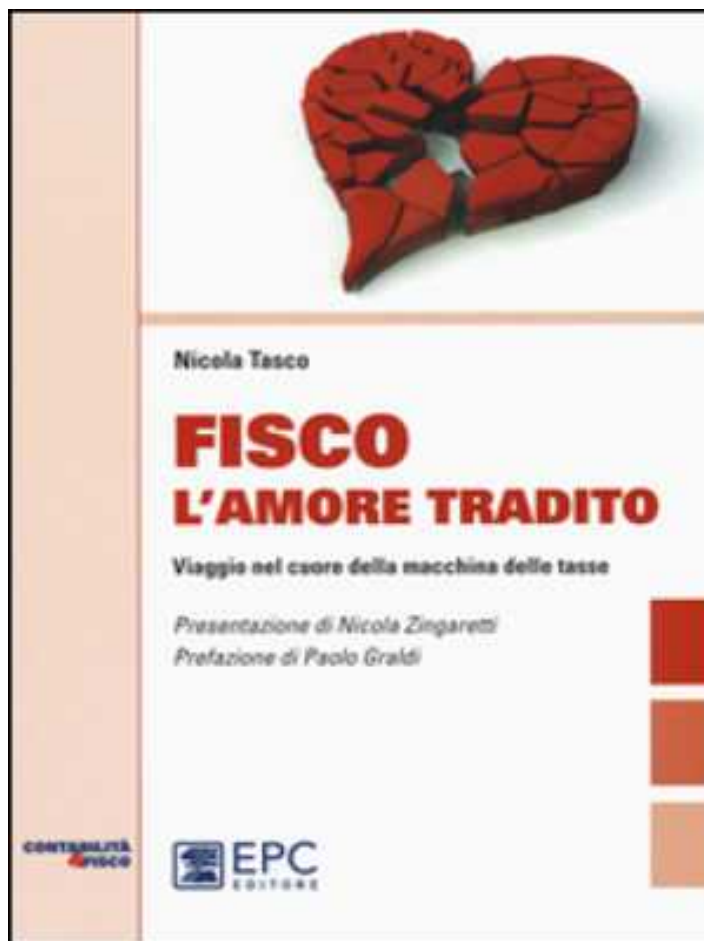 Nicola Tasco
FISCO
L'AMORE TRADITO
Viaggio nel cuore della macchina delle tasse
Presentazione di Nicola Zingaretti
Prefazione di Paolo Graldi
CONTABILITÀ
&FISCO
EPC
EDITORE